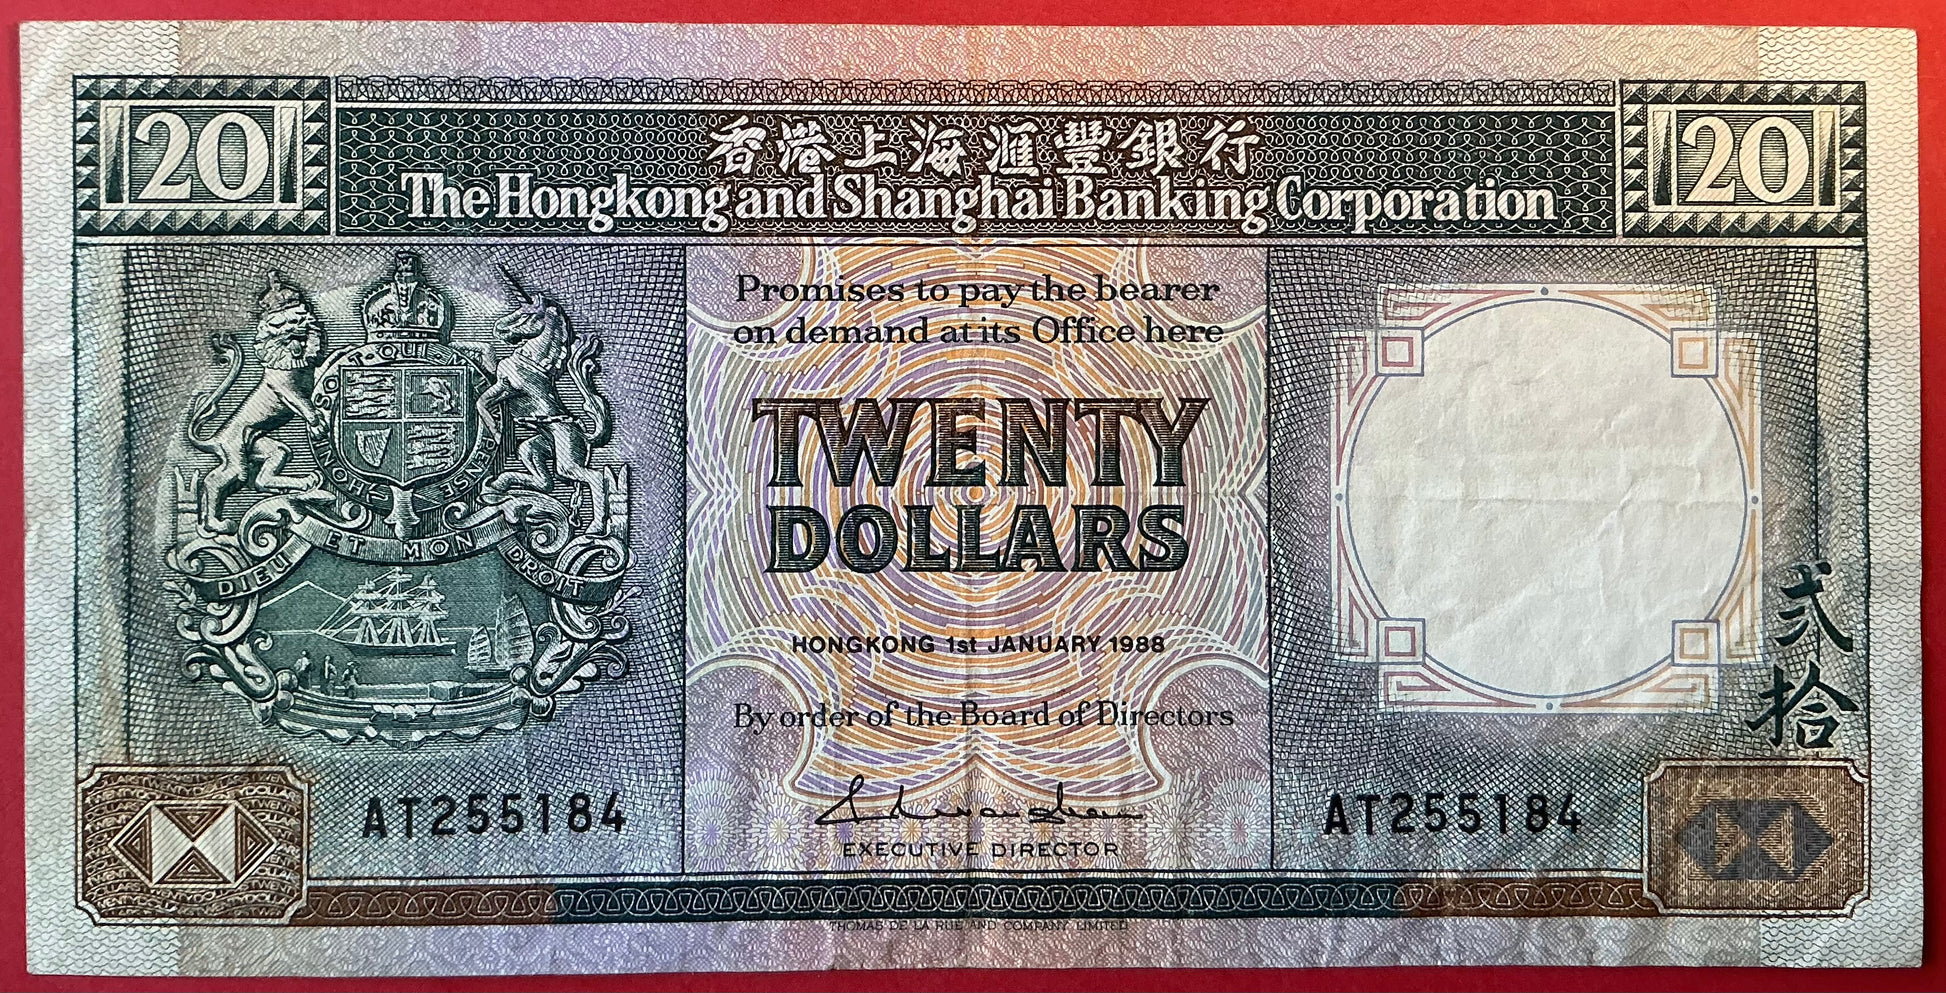 20
香港上海滙豐銀行
20
The Hongkong and Shanghai Banking Corporation
Promises to pay the bearer
on demand at its Office here
TWENTY
DOLLARS
HONGKONG 1st JANUARY 1988
By order of the Board of Directors
EXECUTIVE DIRECTOR
HONI SOIT QUI MAL Y PENSE
DIEU ET MON DROIT
AT255184
AT255184
弍拾
THOMAS DE LA RUE AND COMPANY LIMITED